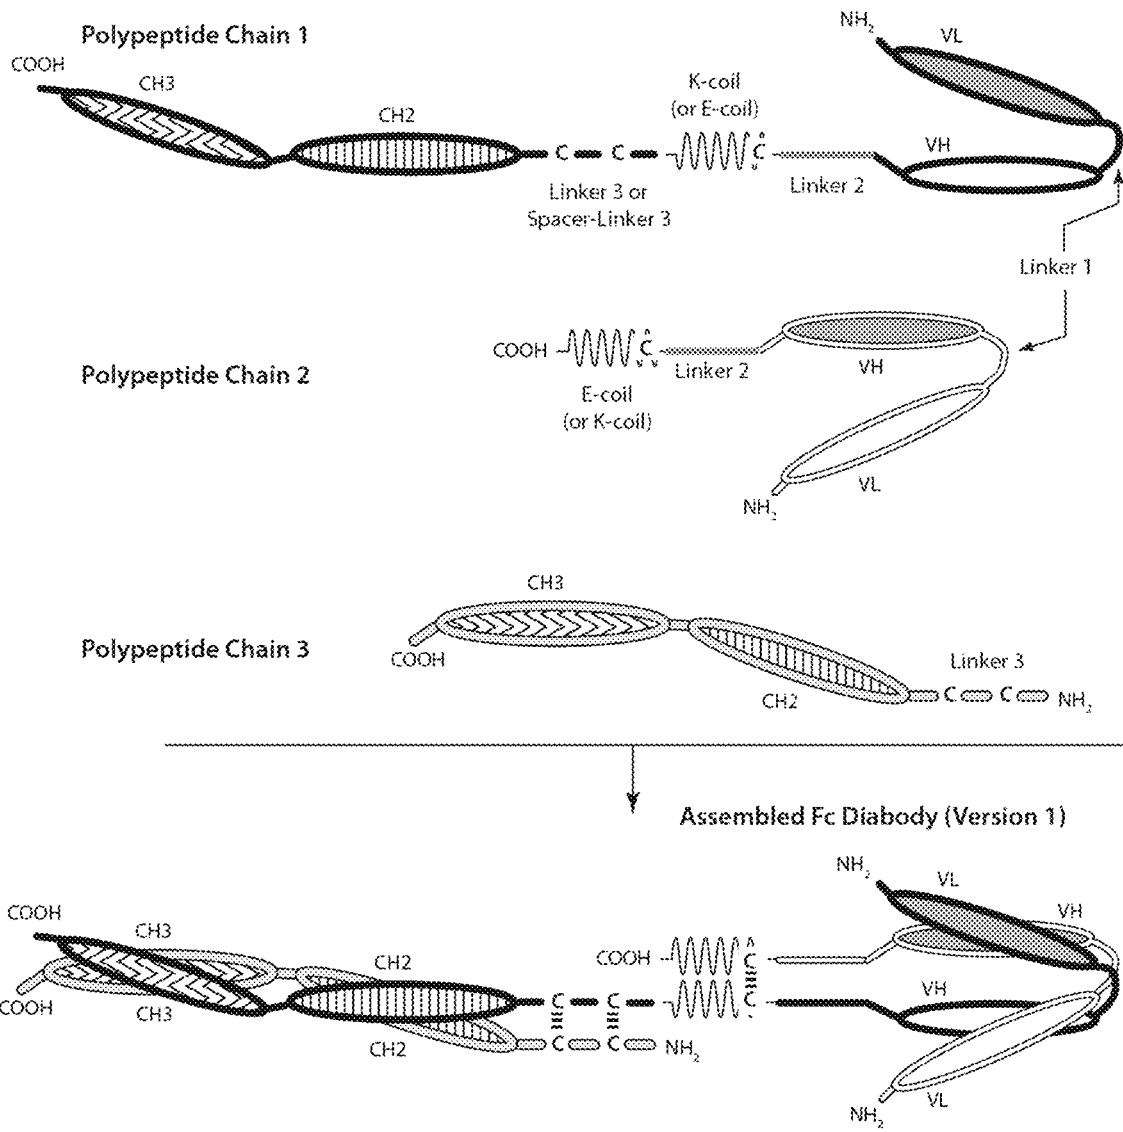 Polypeptide Chain 1
NH2
VL
COOH
CH3
K-coil
(or E-coil)
CH2
VH
C C C
Linker 3 or
Spacer-Linker 3
Linker 2
Linker 1
COOH
C
Linker 2
VH
Polypeptide Chain 2
E-coil
(or K-coil)
VL
NH2
CH3
Polypeptide Chain 3
COOH
Linker 3
CH2
C C NH2
Assembled Fc Diabody (Version 1)
NH2
VL
VH
COOH
CH3
CH2
COOH
C
COOH
CH3
C C C
VH
CH2
C C NH2
VL
NH2